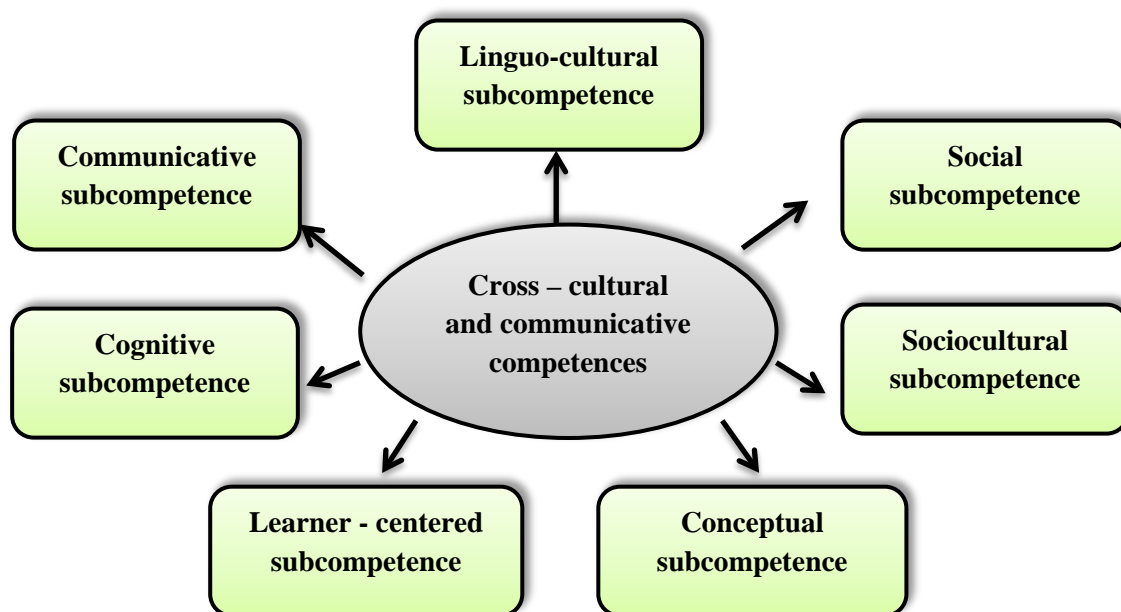 Linguo-cultural
subcompetence
Communicative
subcompetence
Social
subcompetence
Cross – cultural
and communicative
competences
Cognitive
subcompetence
Sociocultural
subcompetence
Learner - centered
subcompetence
Conceptual
subcompetence